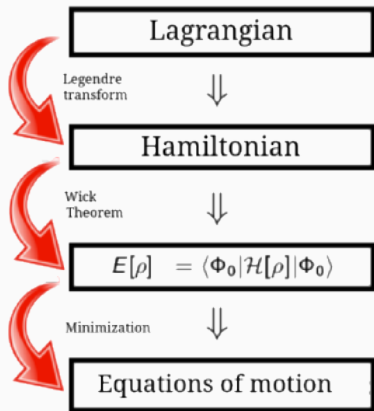 Lagrangian
Legendre
transform
⇓
Hamiltonian
Wick
Theorem
⇓
E[ρ] = ⟨Φ₀|ℋ[ρ]|Φ₀⟩
Minimization
⇓
Equations of motion